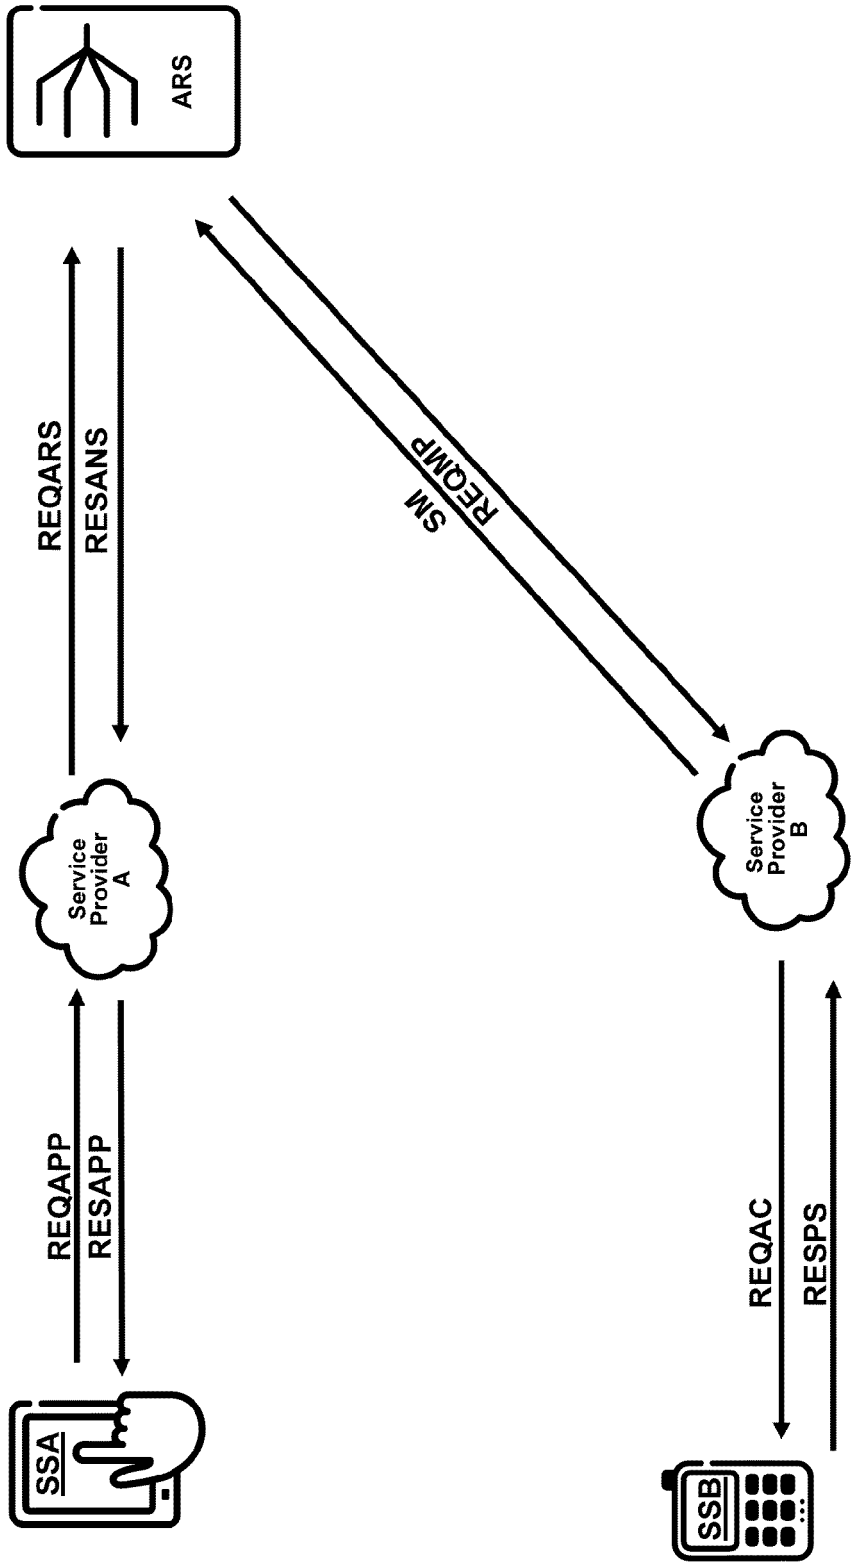 SSA
REQAPP
RESAPP
Service
Provider
A
REQARS
RESANS
ARS
SM
REQMP
Service
Provider
B
REQAC
RESPS
SSB